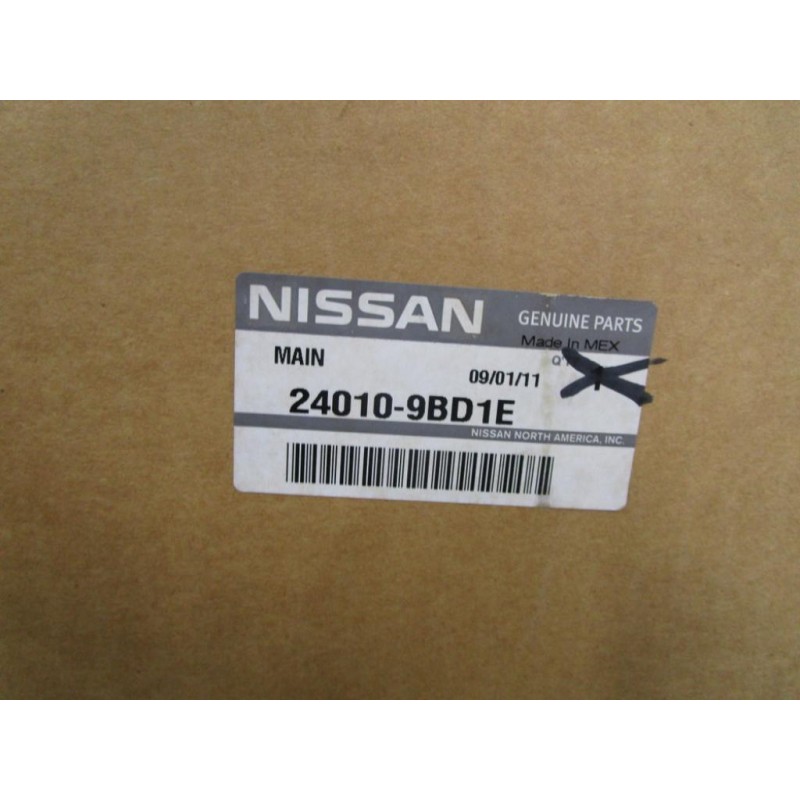 NISSAN GENUINE PARTS
Made In MEX
MAIN
09/01/11
24010-9BD1E
NISSAN NORTH AMERICA, INC.